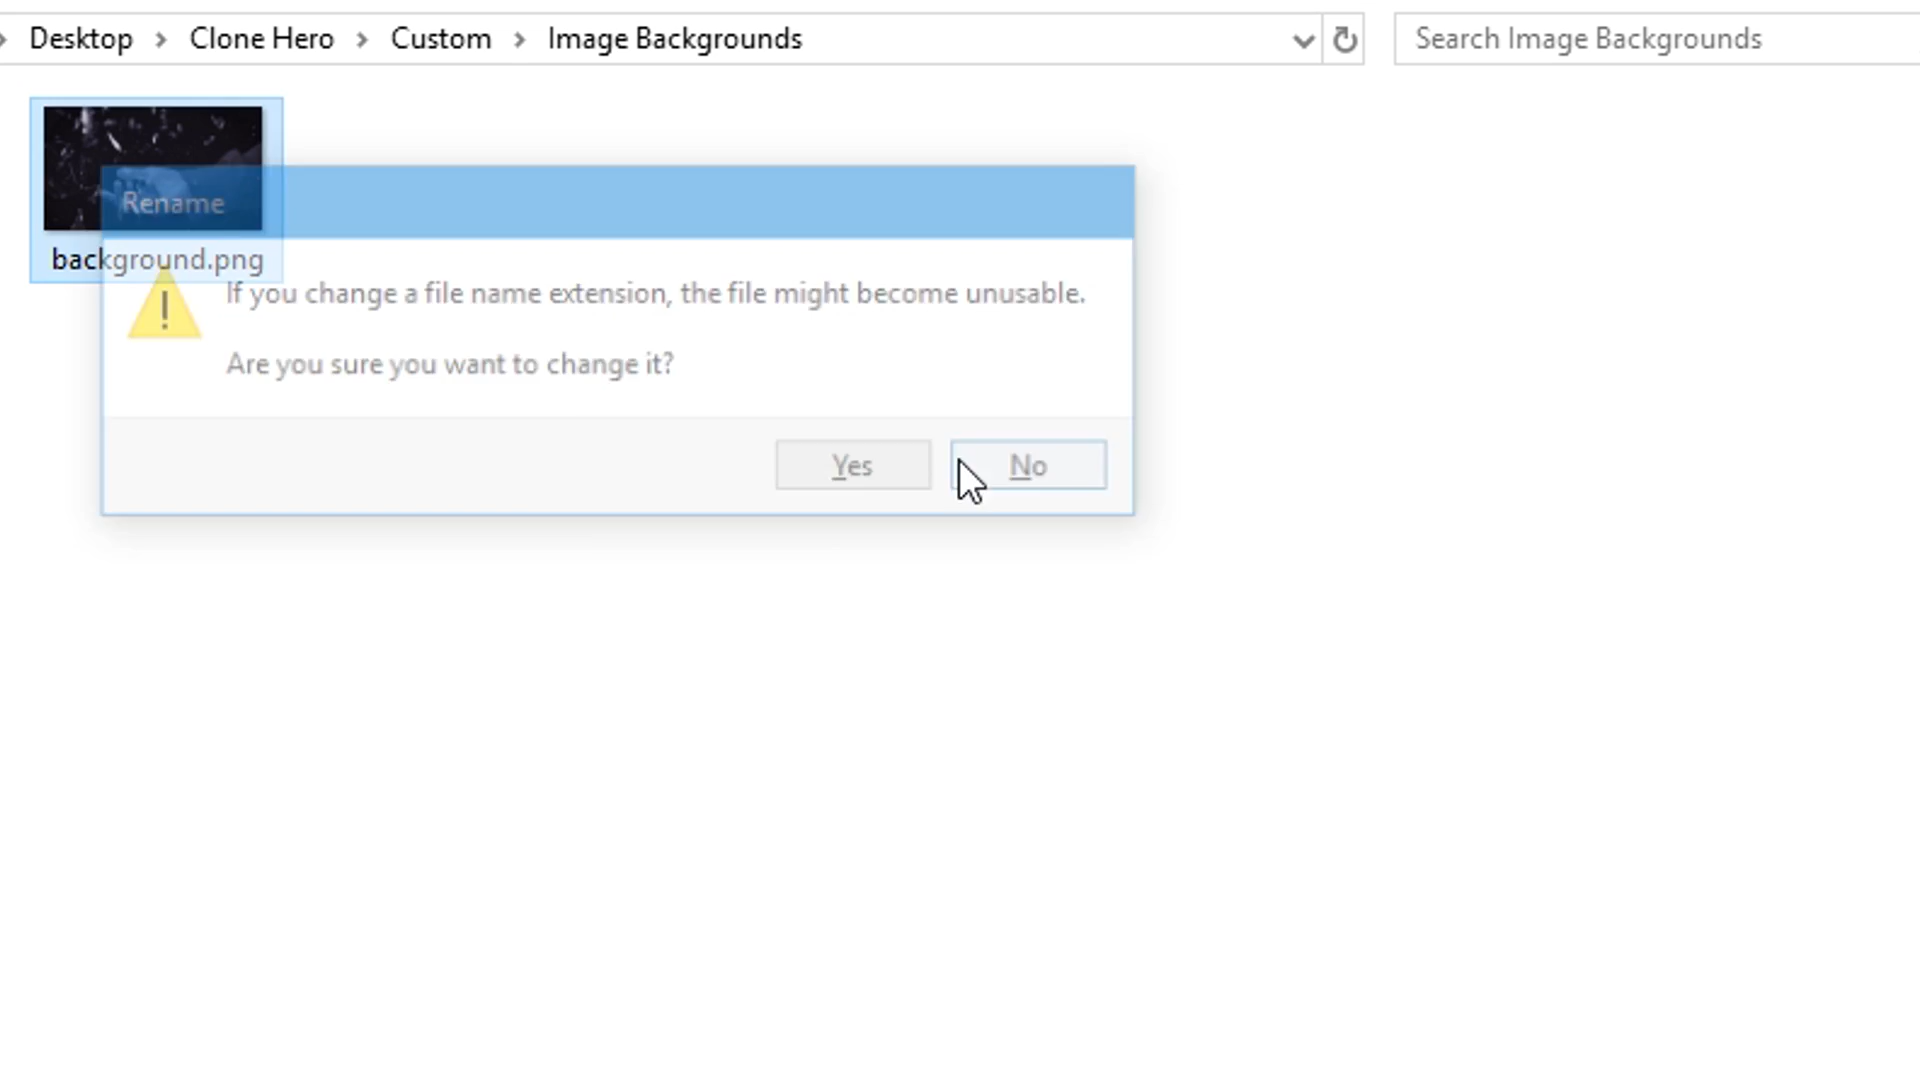 Desktop > Clone Hero > Custom > Image Backgrounds
Search Image Backgrounds
Rename
background.png
If you change a file name extension, the file might become unusable.
Are you sure you want to change it?
Yes
No